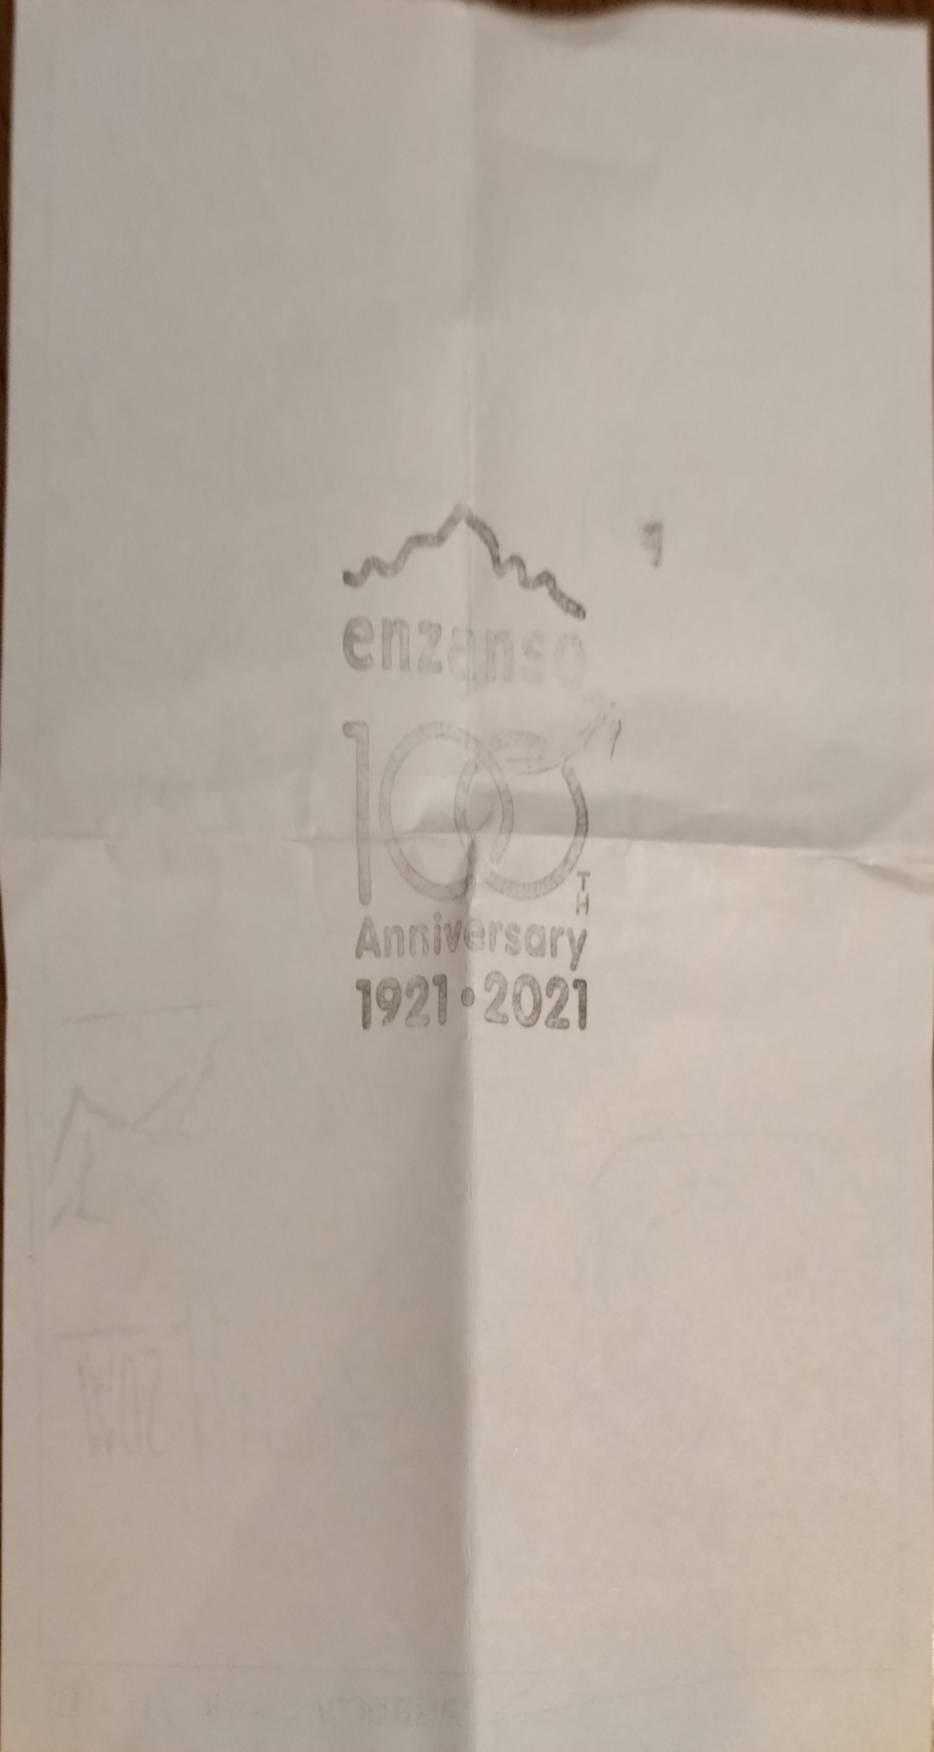 enzanso
100
TH
Anniversary
1921・2021